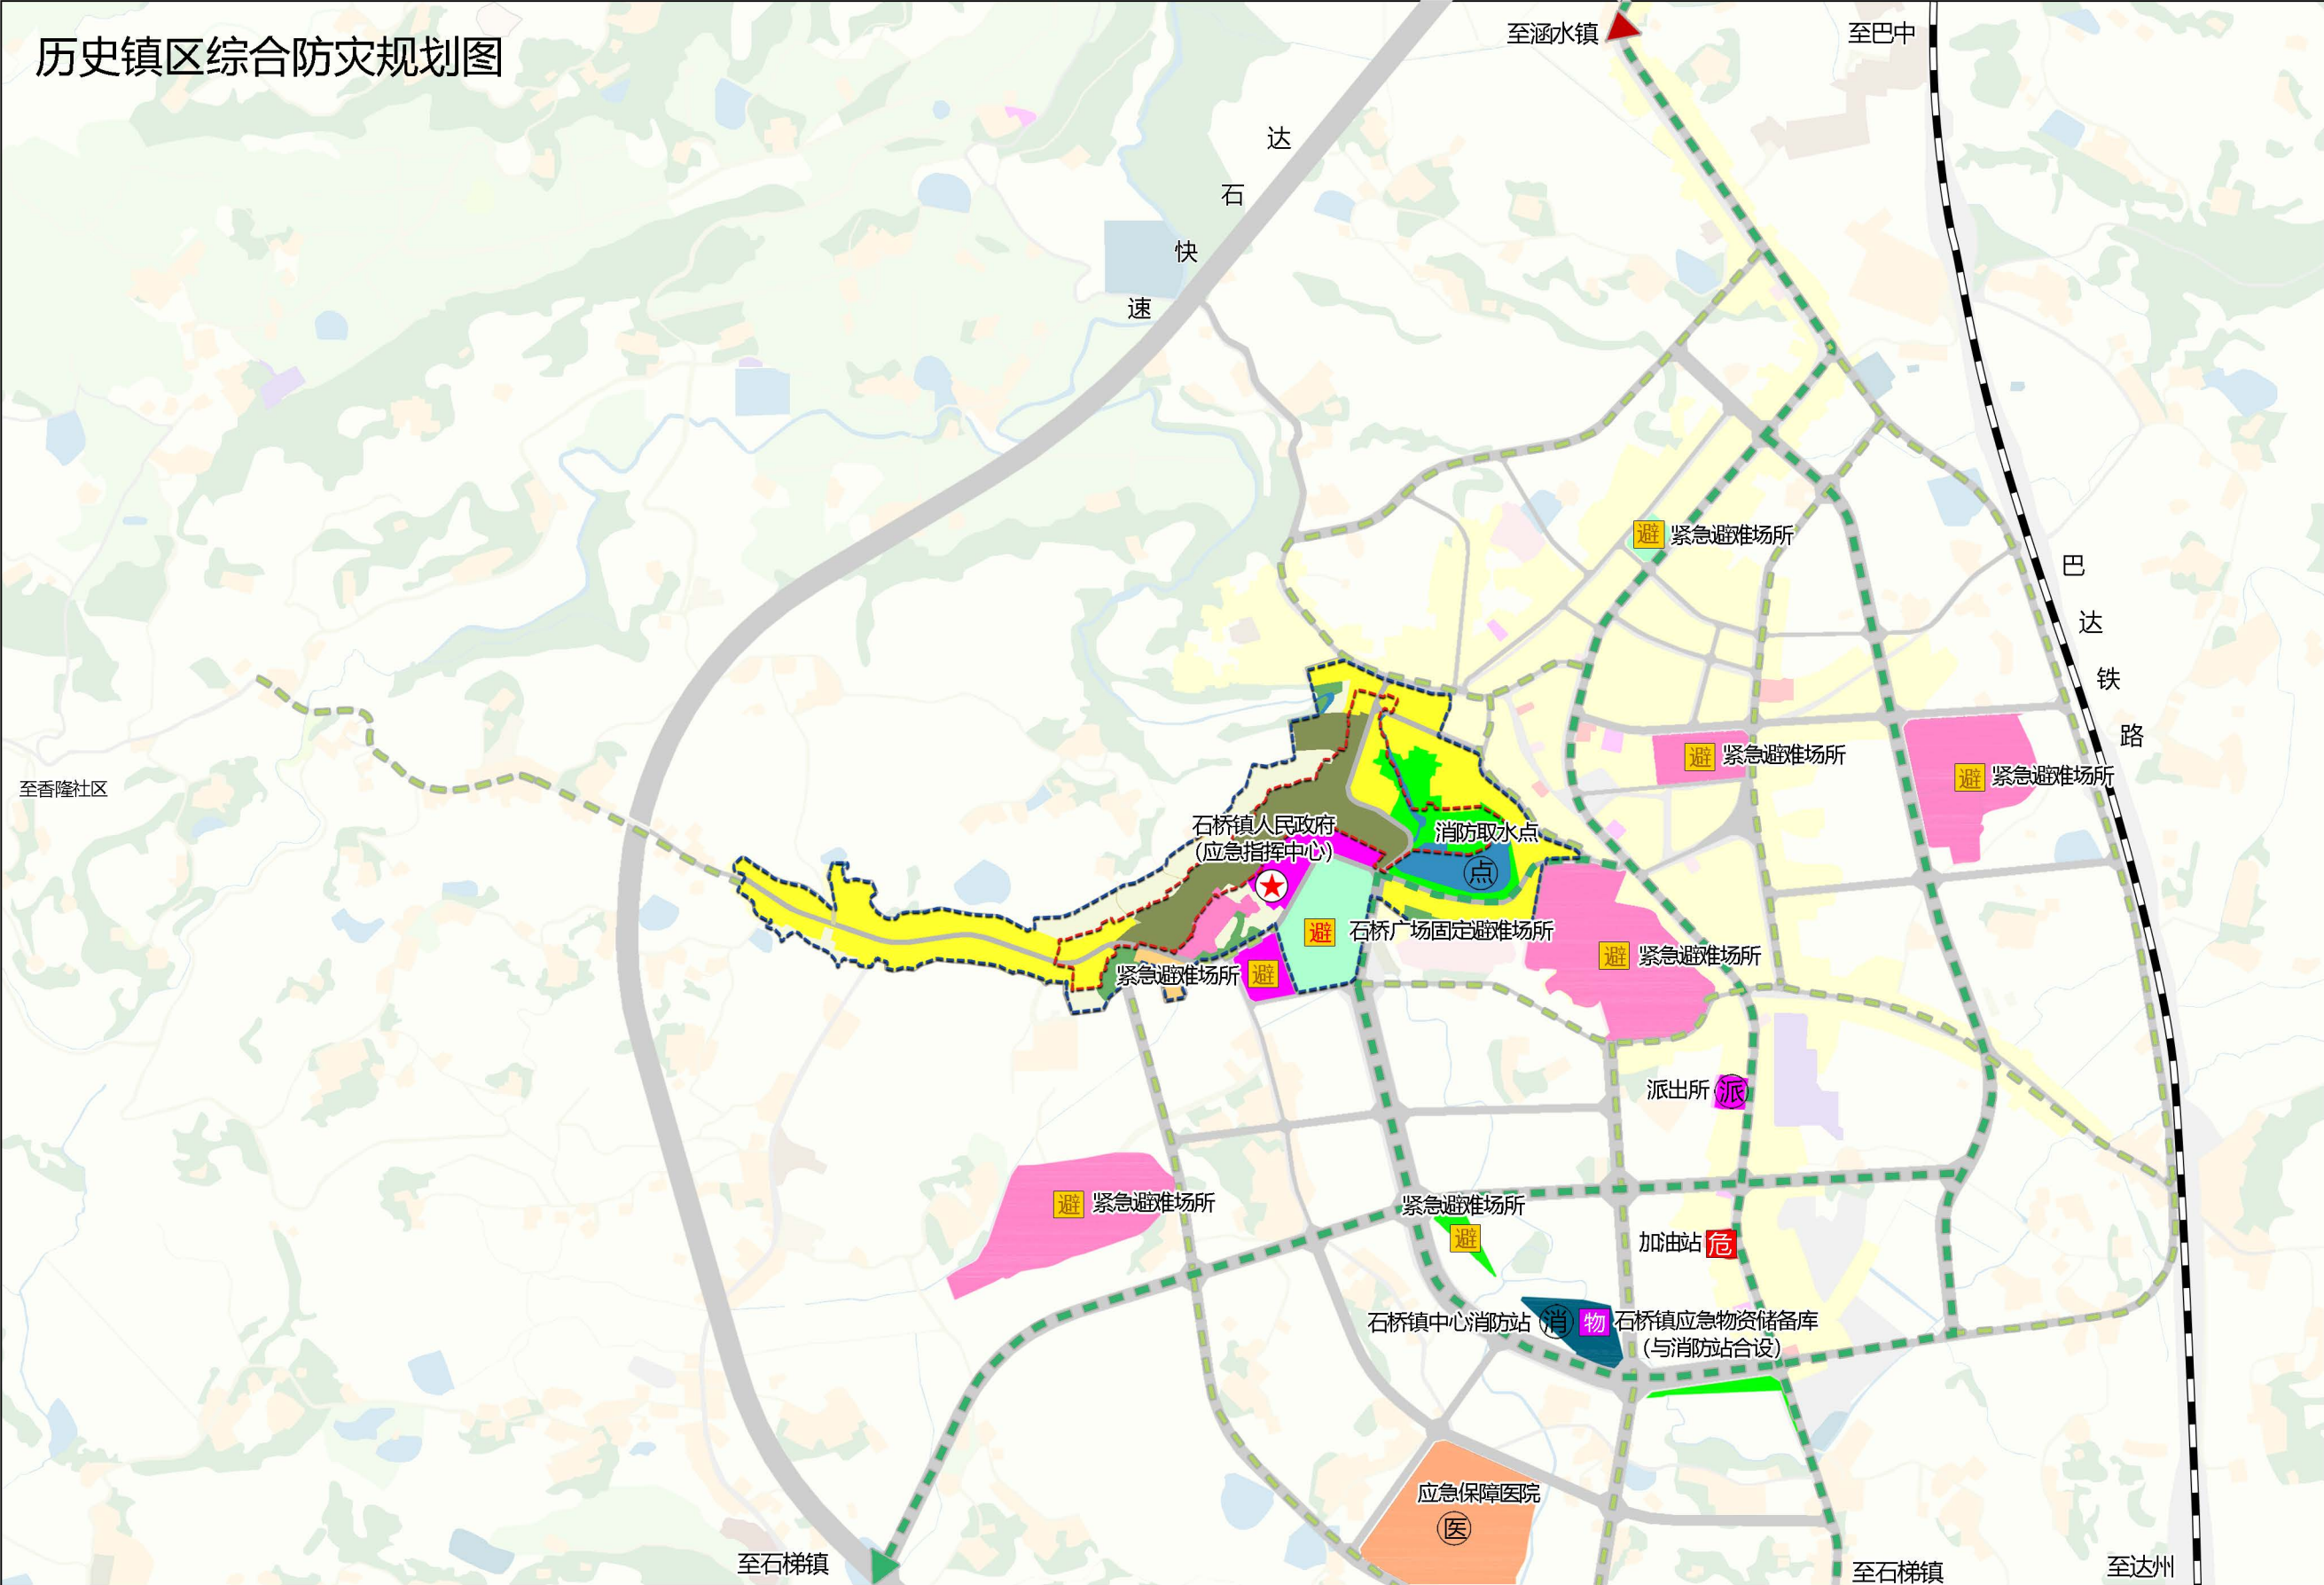 历史镇区综合防灾规划图
至涵水镇
至巴中
达石快速
避 紧急避难场所
巴达铁路
避 紧急避难场所
避 紧急避难场所
至香隆社区
石桥镇人民政府
（应急指挥中心）
消防取水点
点
避 石桥广场固定避难场所
避 紧急避难场所
紧急避难场所 避
派出所 派
避 紧急避难场所
紧急避难场所
避
加油站 危
石桥镇中心消防站 消
物 石桥镇应急物资储备库
（与消防站合设）
应急保障医院
医
至石梯镇
至石梯镇
至达州